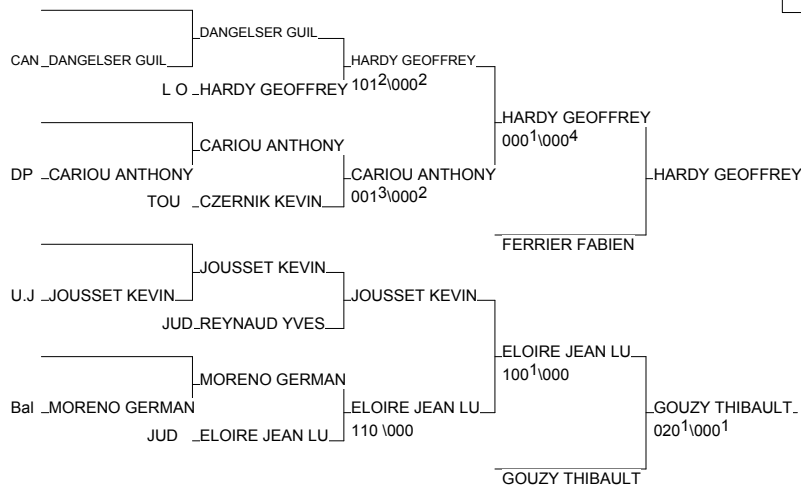 DANGELSER GUIL
CAN DANGELSER GUIL
HARDY GEOFFREY
L O HARDY GEOFFREY 101²\000²
HARDY GEOFFREY
000¹\000⁴
CARIOU ANTHONY
DP CARIOU ANTHONY
CARIOU ANTHONY
HARDY GEOFFREY
TOU CZERNIK KEVIN
001³\000²
FERRIER FABIEN
JOUSSET KEVIN
U.J JOUSSET KEVIN
JOUSSET KEVIN
JUD REYNAUD YVES
ELOIRE JEAN LU
100¹\000
MORENO GERMAN
Bal MORENO GERMAN
ELOIRE JEAN LU
GOUZY THIBAULT
JUD ELOIRE JEAN LU
110 \000
020¹\000¹
GOUZY THIBAULT